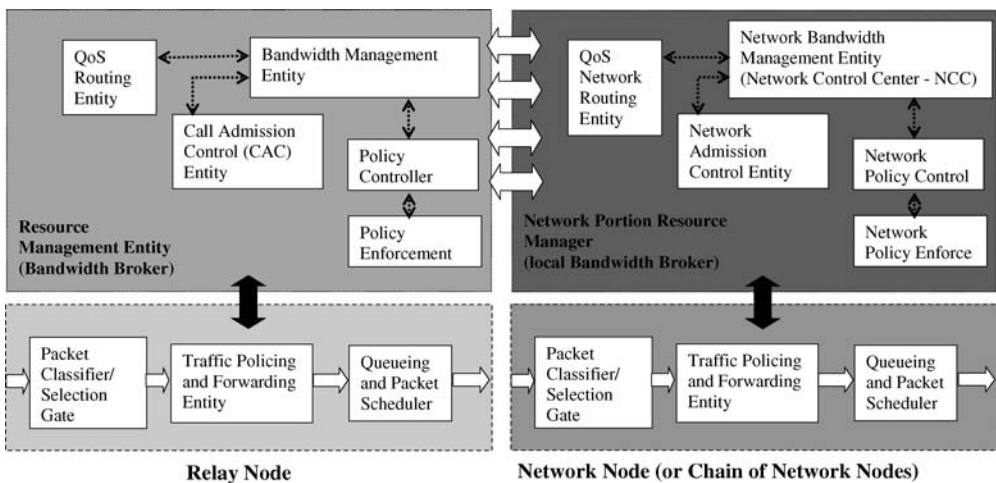 QoS
Routing
Entity
Bandwidth Management
Entity
Call Admission
Control (CAC)
Entity
Policy
Controller
Policy
Enforcement
Resource
Management Entity
(Bandwidth Broker)
QoS
Network
Routing
Entity
Network Bandwidth
Management Entity
(Network Control Center - NCC)
Network
Admission
Control Entity
Network
Policy Control
Network
Policy Enforce
Network Portion Resource
Manager
(local Bandwidth Broker)
Packet
Classifier/
Selection
Gate
Traffic Policing
and Forwarding
Entity
Queueing
and Packet
Scheduler
Packet
Classifier/
Selection
Gate
Traffic Policing
and Forwarding
Entity
Queueing
and Packet
Scheduler
Relay Node
Network Node (or Chain of Network Nodes)